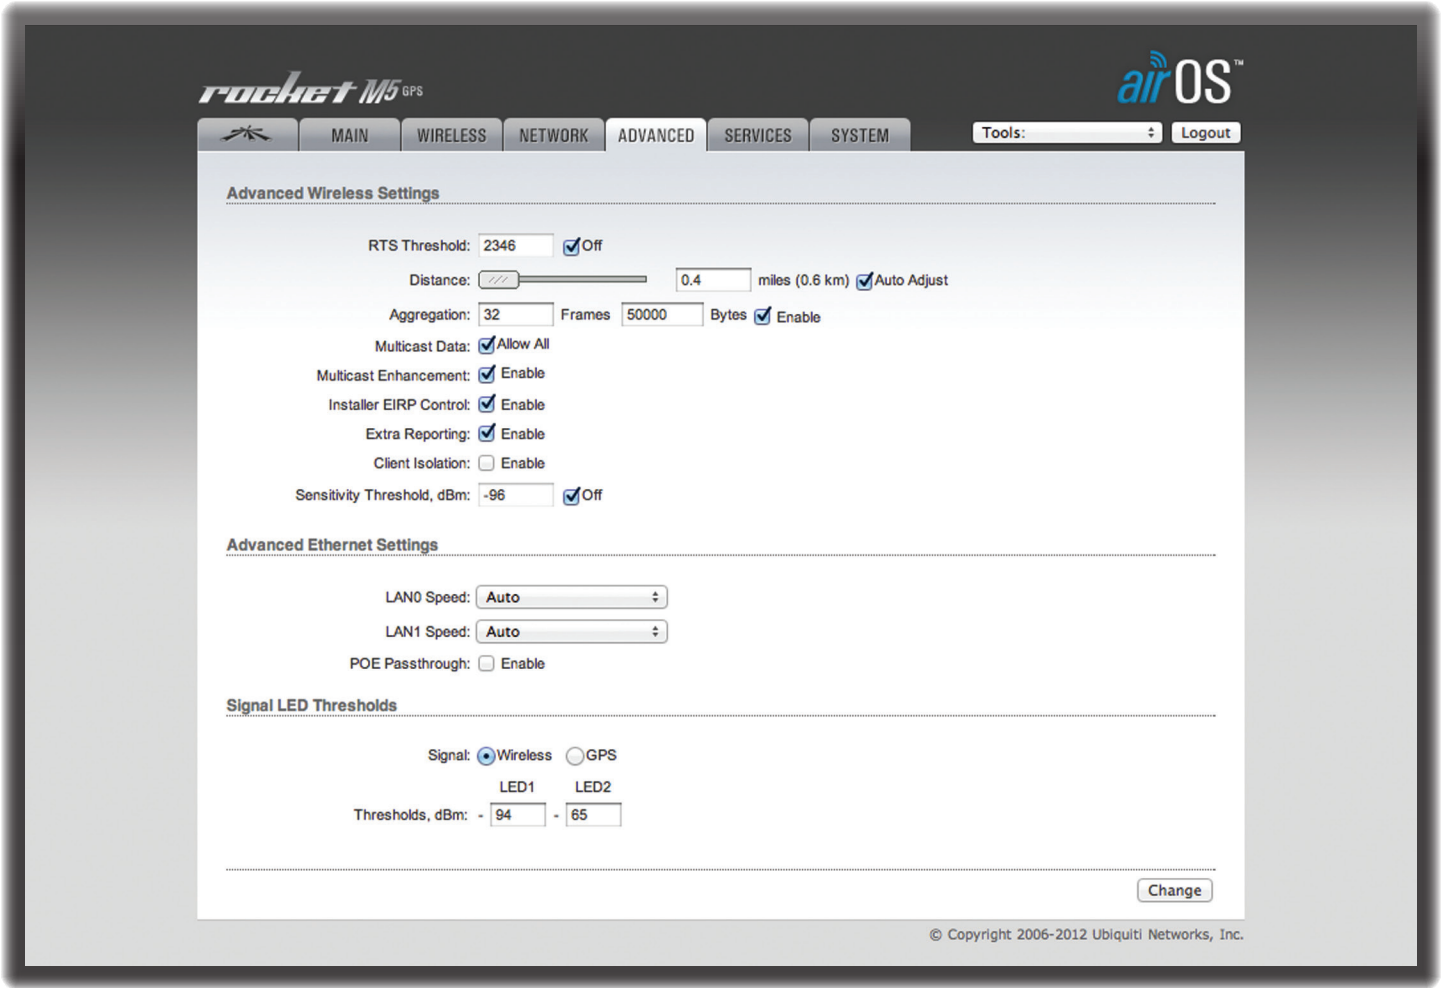 rocket M5 GPS
airOS™
MAIN WIRELESS NETWORK ADVANCED SERVICES SYSTEM Tools: Logout
Advanced Wireless Settings
RTS Threshold: 2346 Off
Distance: 0.4 miles (0.6 km) Auto Adjust
Aggregation: 32 Frames 50000 Bytes Enable
Multicast Data: Allow All
Multicast Enhancement: Enable
Installer EIRP Control: Enable
Extra Reporting: Enable
Client Isolation: Enable
Sensitivity Threshold, dBm: -96 Off
Advanced Ethernet Settings
LAN0 Speed: Auto
LAN1 Speed: Auto
POE Passthrough: Enable
Signal LED Thresholds
Signal: Wireless GPS
LED1 LED2
Thresholds, dBm: - 94 - 65
Change
© Copyright 2006-2012 Ubiquiti Networks, Inc.